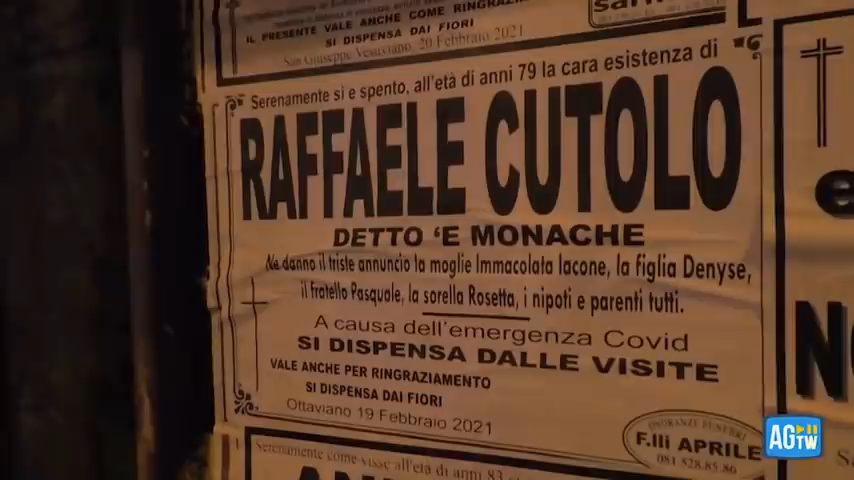 IL PRESENTE VALE ANCHE COME RINGRAZIAMENTO
SI DISPENSA DAI FIORI
San Giuseppe Vesuviano, 20 Febbraio 2021
Serenamente si è spento, all'età di anni 79 la cara esistenza di
RAFFAELE CUTOLO
DETTO 'E MONACHE
Ne danno il triste annuncio la moglie Immacolata Iacone, la figlia Denyse,
il fratello Pasquale, la sorella Rosetta, i nipoti e parenti tutti.
A causa dell'emergenza Covid
SI DISPENSA DALLE VISITE
VALE ANCHE PER RINGRAZIAMENTO
SI DISPENSA DAI FIORI
Ottaviano 19 Febbraio 2021
ONORANZE FUNEBRI
F.lli APRILE
081.528.85.86
Serenamente come visse all'età di anni 83
AGTW